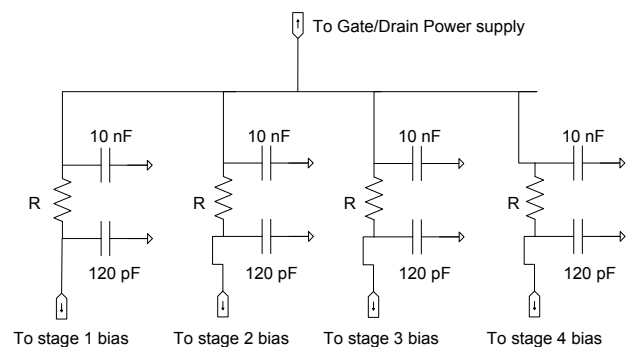 To Gate/Drain Power supply
10 nF 10 nF 10 nF 10 nF
R R R R
120 pF 120 pF 120 pF 120 pF
To stage 1 bias To stage 2 bias To stage 3 bias To stage 4 bias